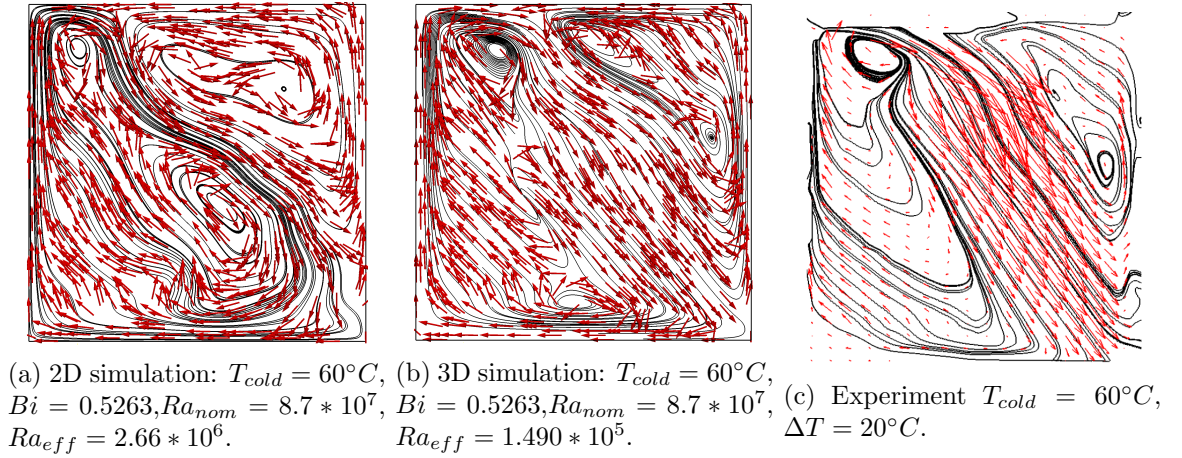 (a) 2D simulation: $T_{cold} = 60°C$,
$Bi = 0.5263$,$Ra_{nom} = 8.7 * 10^7$,
$Ra_{eff} = 2.66 * 10^6$.
(b) 3D simulation: $T_{cold} = 60°C$,
$Bi = 0.5263$,$Ra_{nom} = 8.7 * 10^7$,
$Ra_{eff} = 1.490 * 10^5$.
(c) Experiment $T_{cold} = 60°C$,
$\Delta T = 20°C$.